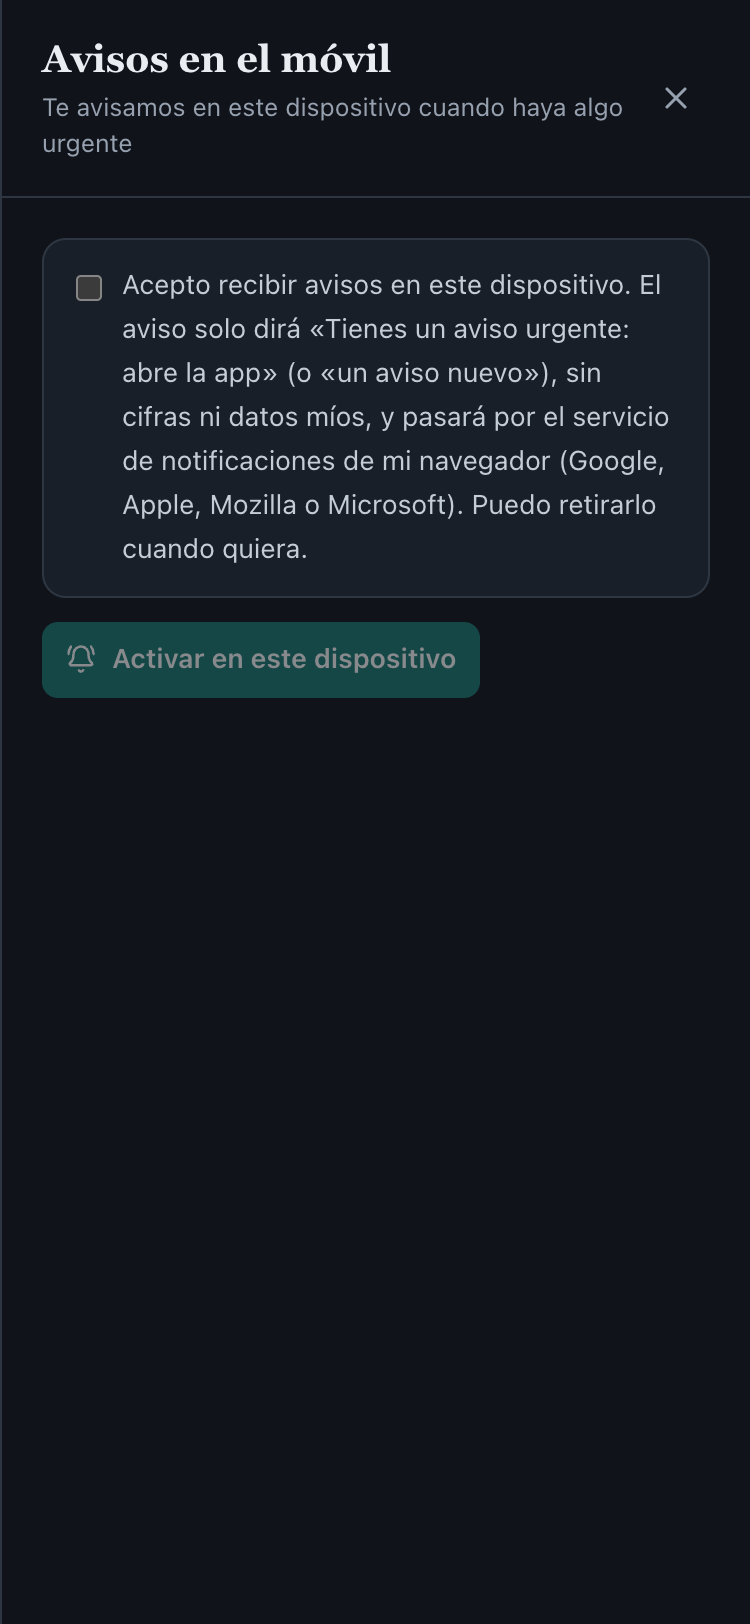 Avisos en el móvil
Te avisamos en este dispositivo cuando haya algo
urgente
Acepto recibir avisos en este dispositivo. El
aviso solo dirá «Tienes un aviso urgente:
abre la app» (o «un aviso nuevo»), sin
cifras ni datos míos, y pasará por el servicio
de notificaciones de mi navegador (Google,
Apple, Mozilla o Microsoft). Puedo retirarlo
cuando quiera.
Activar en este dispositivo